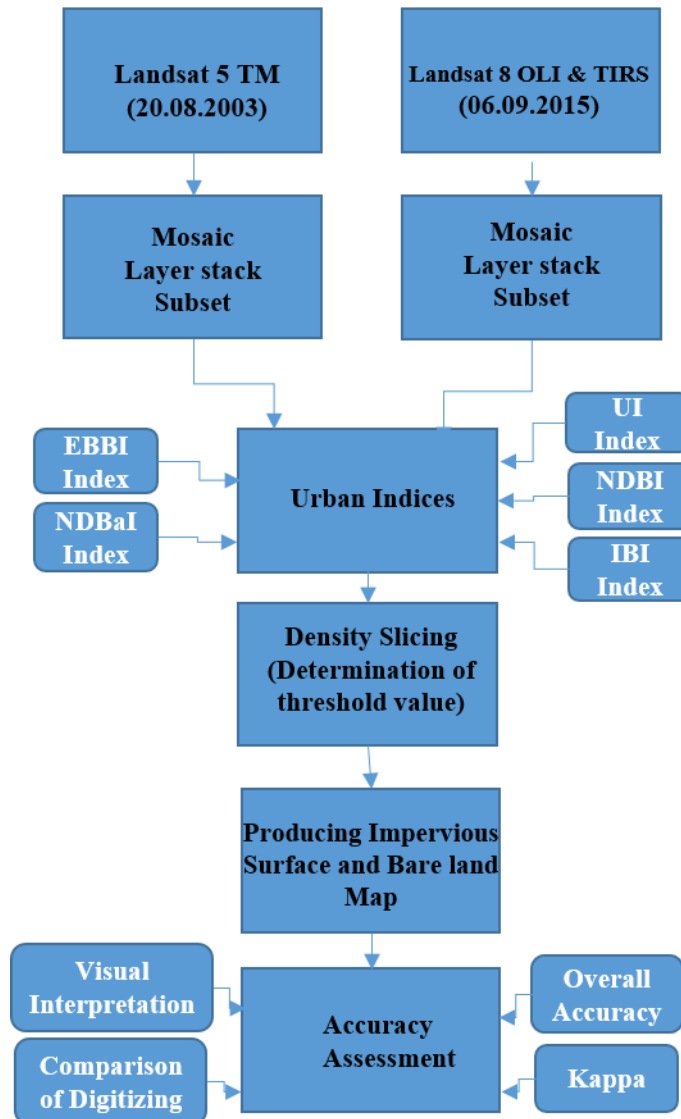 Landsat 5 TM
(20.08.2003)
Landsat 8 OLI & TIRS
(06.09.2015)
Mosaic
Layer stack
Subset
Mosaic
Layer stack
Subset
EBBI
Index
NDBaI
Index
Urban Indices
UI
Index
NDBI
Index
IBI
Index
Density Slicing
(Determination of
threshold value)
Producing Impervious
Surface and Bare land
Map
Visual
Interpretation
Comparison
of Digitizing
Accuracy
Assessment
Overall
Accuracy
Kappa